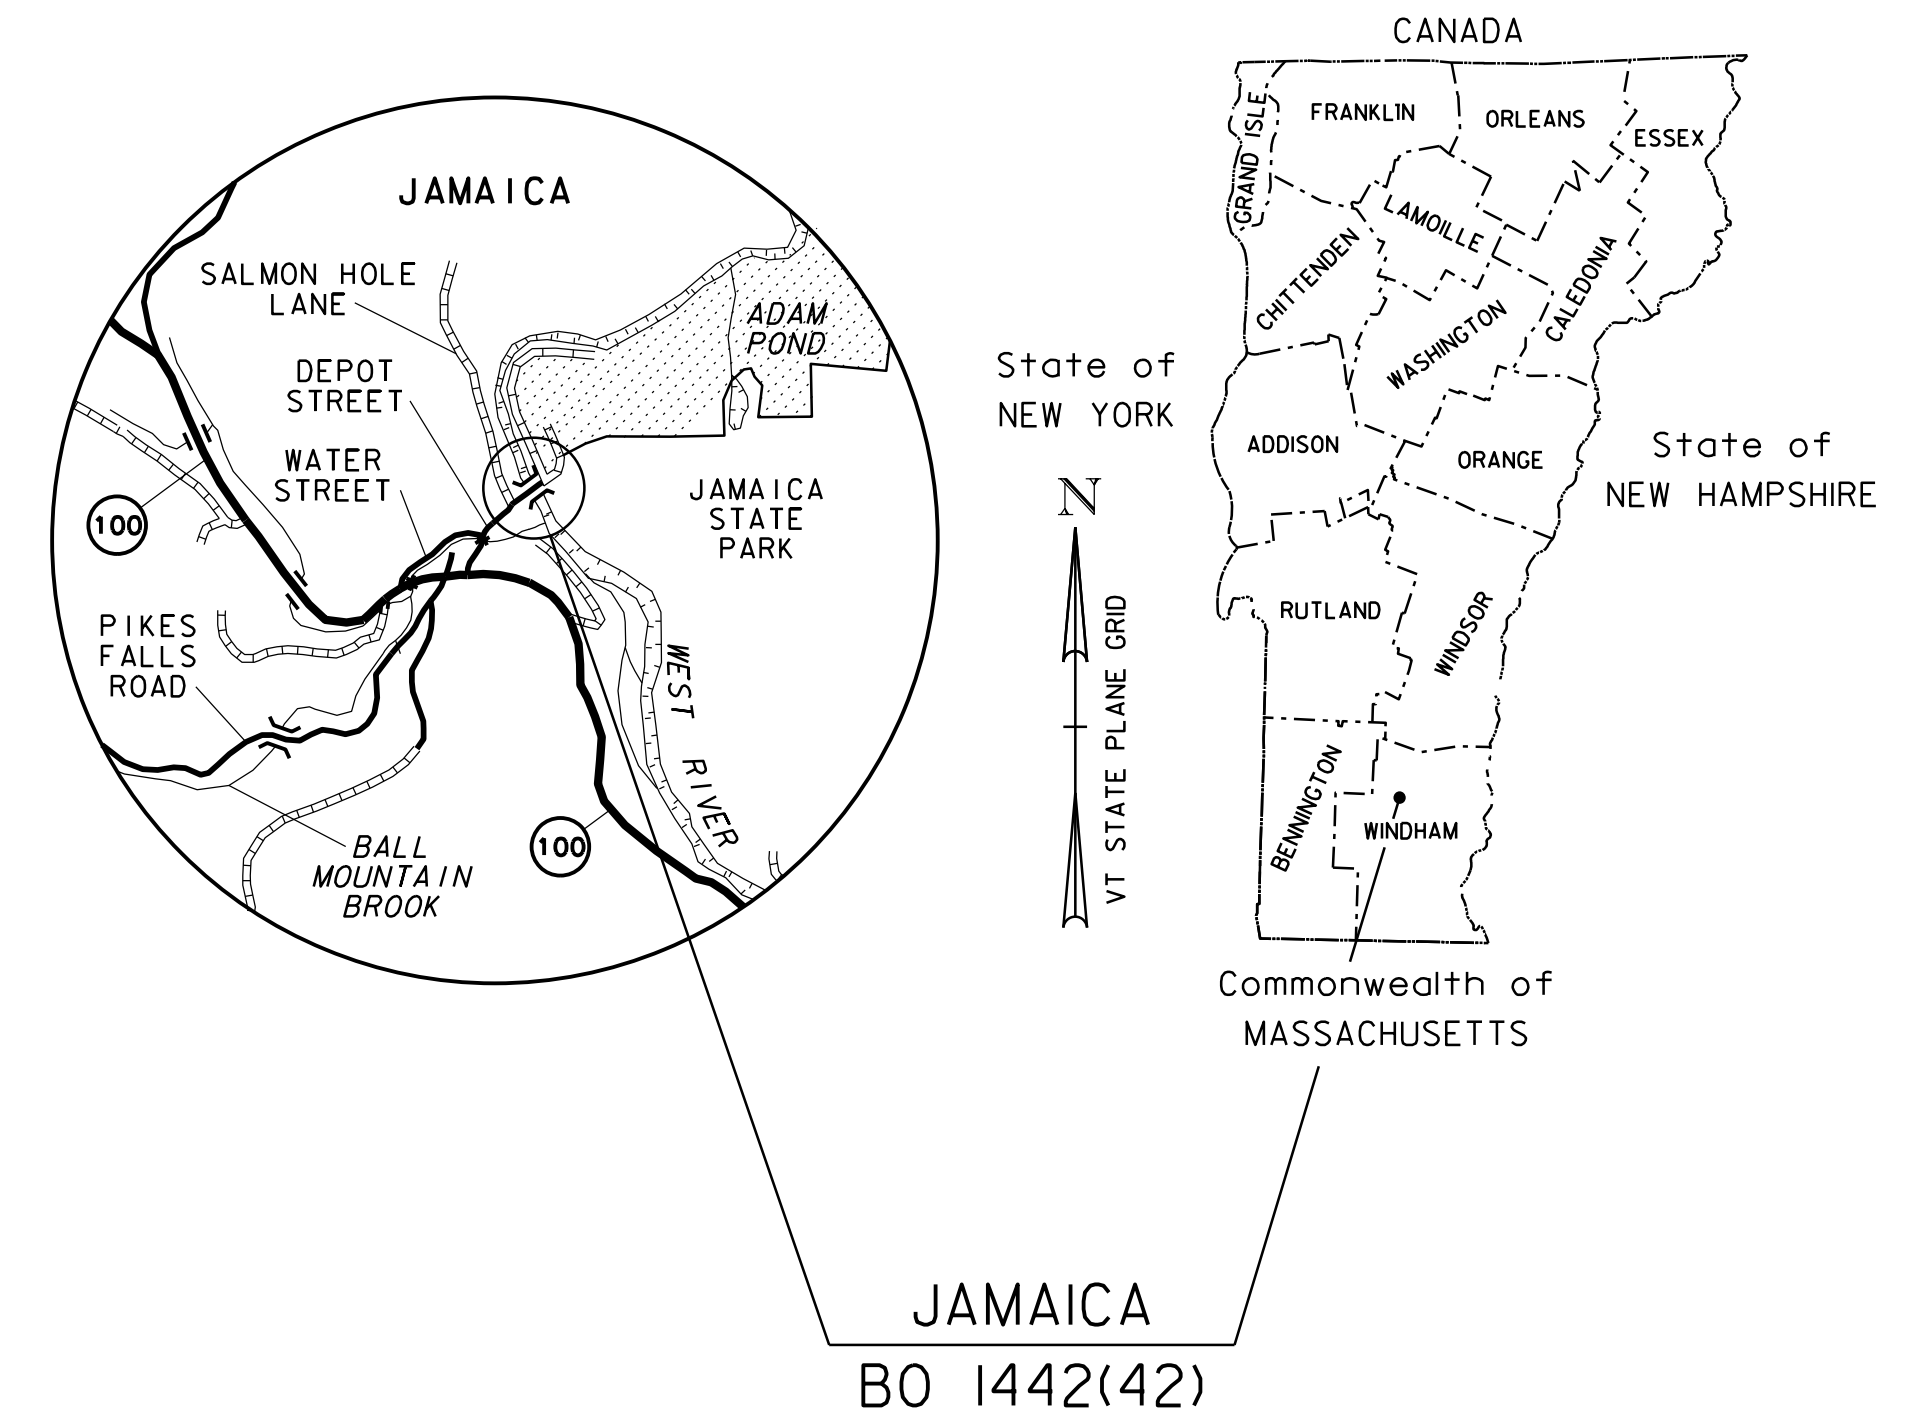 CANADA
GRAND ISLE
FRANKLIN
ORLEANS
ESSEX
JAMAICA
SALMON HOLE
LANE
LAMOILLE
CHITTENDEN
CALEDONIA
ADAM
POND
WASHINGTON
DEPOT
STREET
State of
NEW YORK
ADDISON
ORANGE
State of
NEW HAMPSHIRE
WATER
STREET
JAMAICA
STATE
PARK
100
N
VT STATE PLANE GRID
RUTLAND
WINDSOR
PIKES
FALLS
ROAD
WEST RIVER
BENNINGTON
WINDHAM
100
BALL
MOUNTAIN
BROOK
Commonwealth of
MASSACHUSETTS
JAMAICA
BO 1442(42)